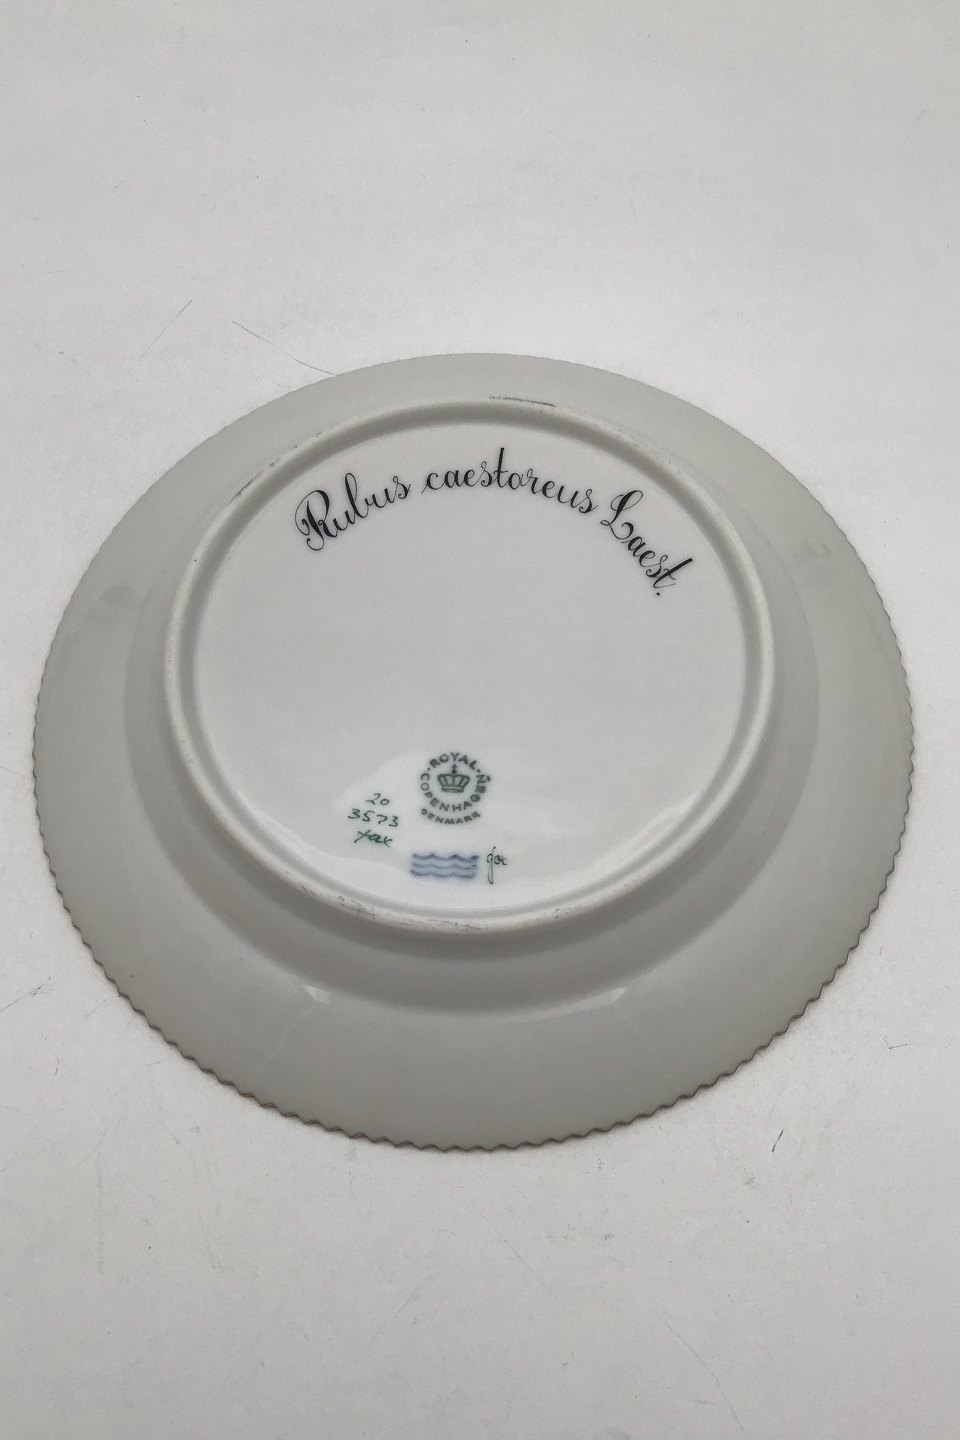 Rubus caestoreus Laest.
ROYAL COPENHAGEN
DENMARK
20
3573